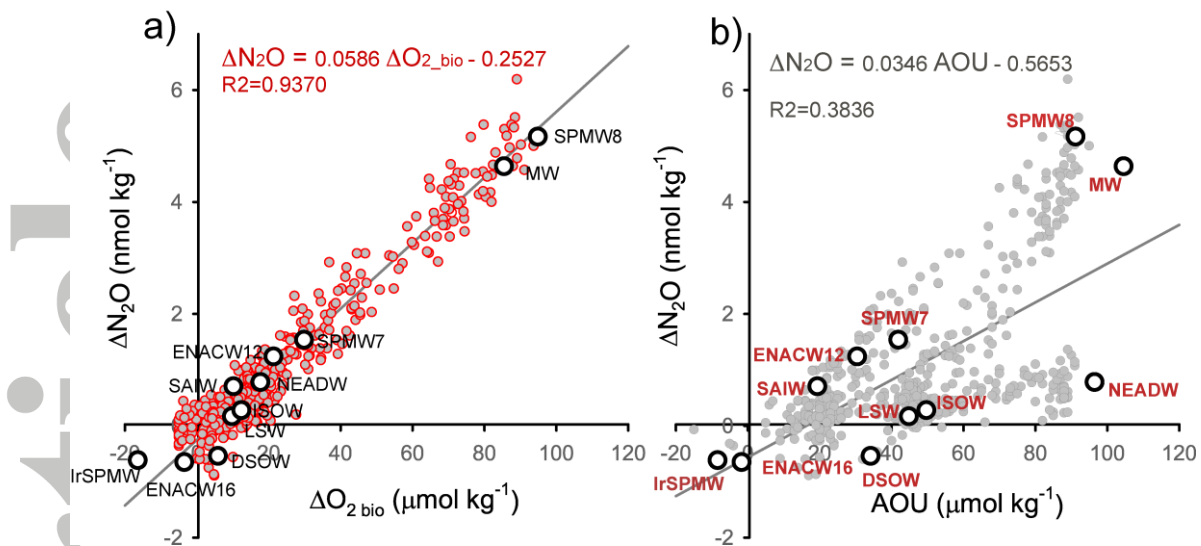 a)
ΔN₂O = 0.0586 ΔO₂_bio - 0.2527
R2=0.9370
6
4
2
0
-2
ΔN₂O (nmol kg⁻¹)
SPMW8
MW
SPMW7
ENACW12
SAIW
NEADW
ISOW
LSW
DSOW
IrSPMW
ENACW16
-20
20
40
60
80
100
120
ΔO₂ bio (μmol kg⁻¹)
b)
ΔN₂O = 0.0346 AOU - 0.5653
R2=0.3836
6
4
2
0
-2
ΔN₂O (nmol kg⁻¹)
SPMW8
MW
SPMW7
ENACW12
SAIW
NEADW
LSW
ISOW
ENACW16
DSOW
IrSPMW
-20
20
40
60
80
100
120
AOU (μmol kg⁻¹)